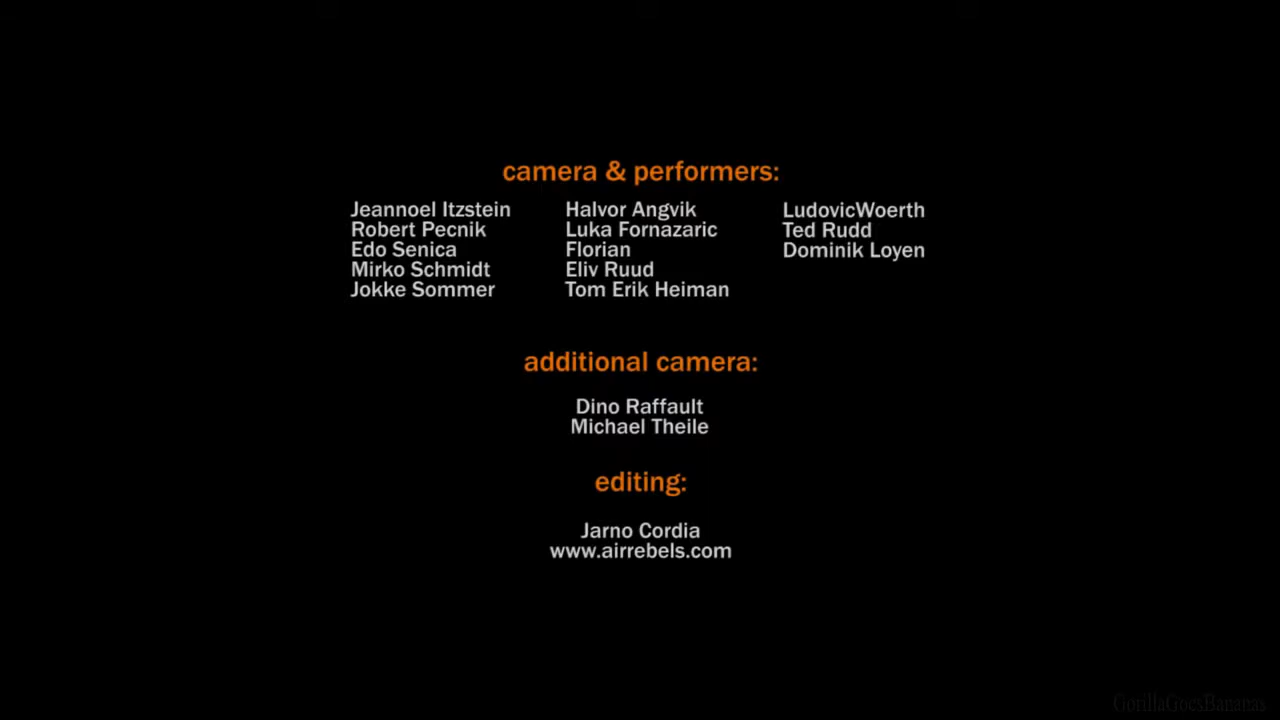 camera & performers:
Jeannoel Itzstein
Robert Pecnik
Edo Senica
Mirko Schmidt
Jokke Sommer
Halvor Angvik
Luka Fornazaric
Florian
Eliv Ruud
Tom Erik Heiman
LudovicWoerth
Ted Rudd
Dominik Loyen
additional camera:
Dino Raffault
Michael Theile
editing:
Jarno Cordia
www.airrebels.com
GorillaGoesBananas